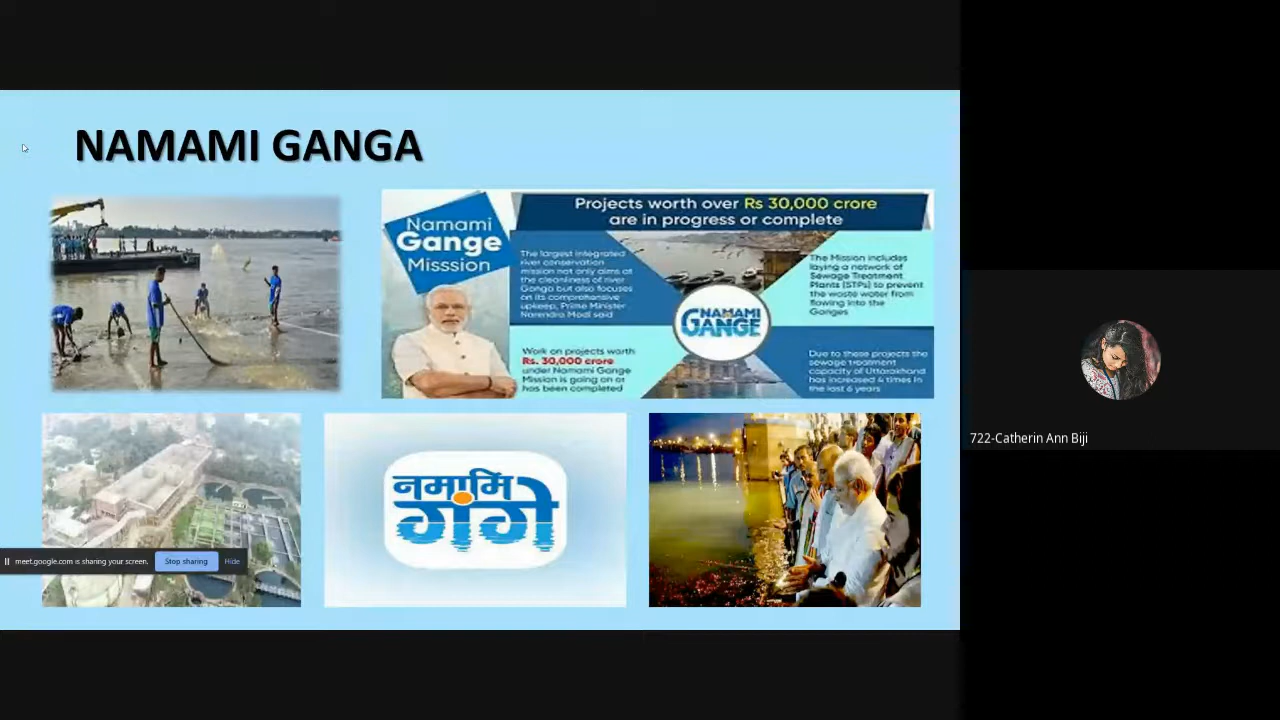 NAMAMI GANGA
Namami
Gange
Misssion
Projects worth over Rs 30,000 crore
are in progress or complete
The largest integrated
river conservation
mission not only aims at
the cleanliness of river
Ganga but also focuses
on its comprehensive
upkeep, Prime Minister
Narendra Modi said
The Mission includes
laying a network of
Sewage Treatment
Plants (STPs) to prevent
the waste water from
flowing into the
Ganges
NAMAMI
GANGE
Work on projects worth
Rs. 30,000 crore
under Namami Gange
Mission is going on or
has been completed
Due to these projects the
sewage treatment
capacity of Uttarakhand
has increased 4 times in
the last 6 years
नमामि
गंगे
meet.google.com is sharing your screen.
Stop sharing
Hide
722-Catherin Ann Biji